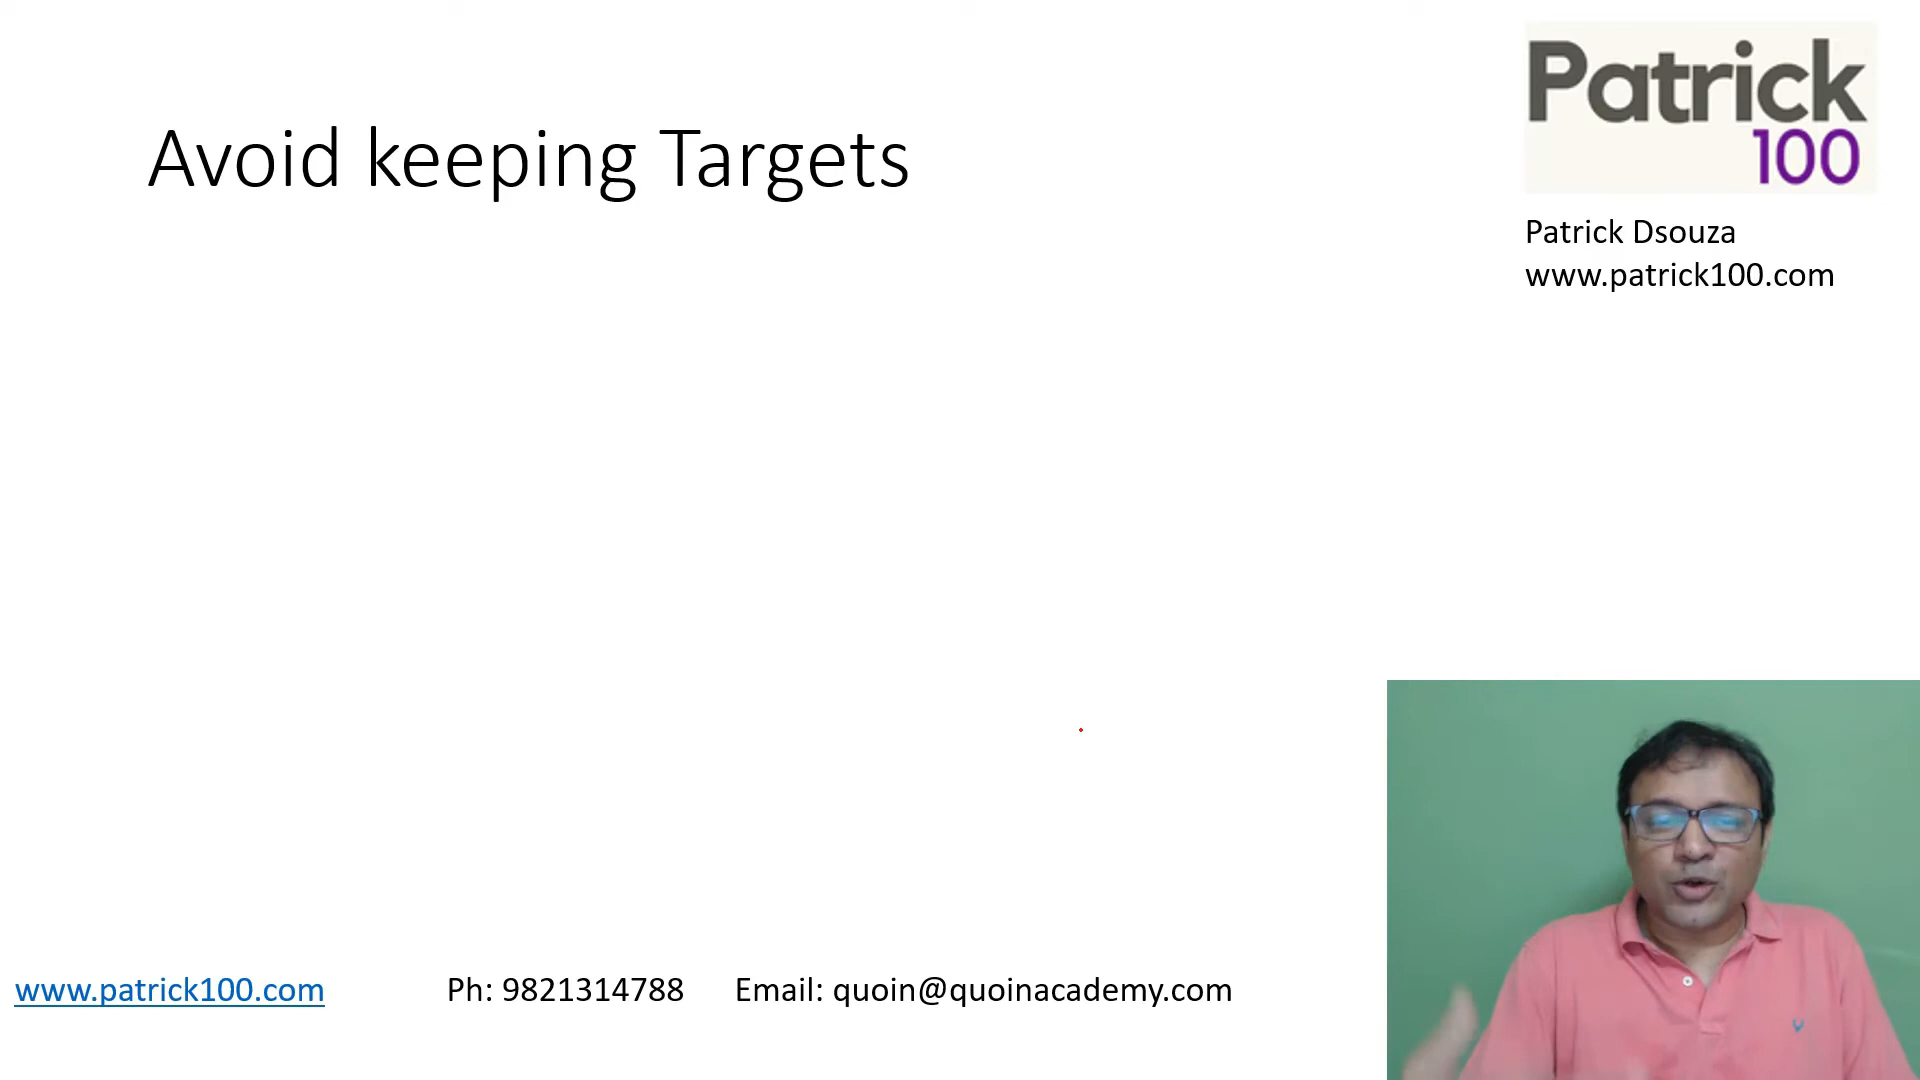 Patrick
100
Avoid keeping Targets
Patrick Dsouza
www.patrick100.com
www.patrick100.com Ph: 9821314788 Email: quoin@quoinacademy.com